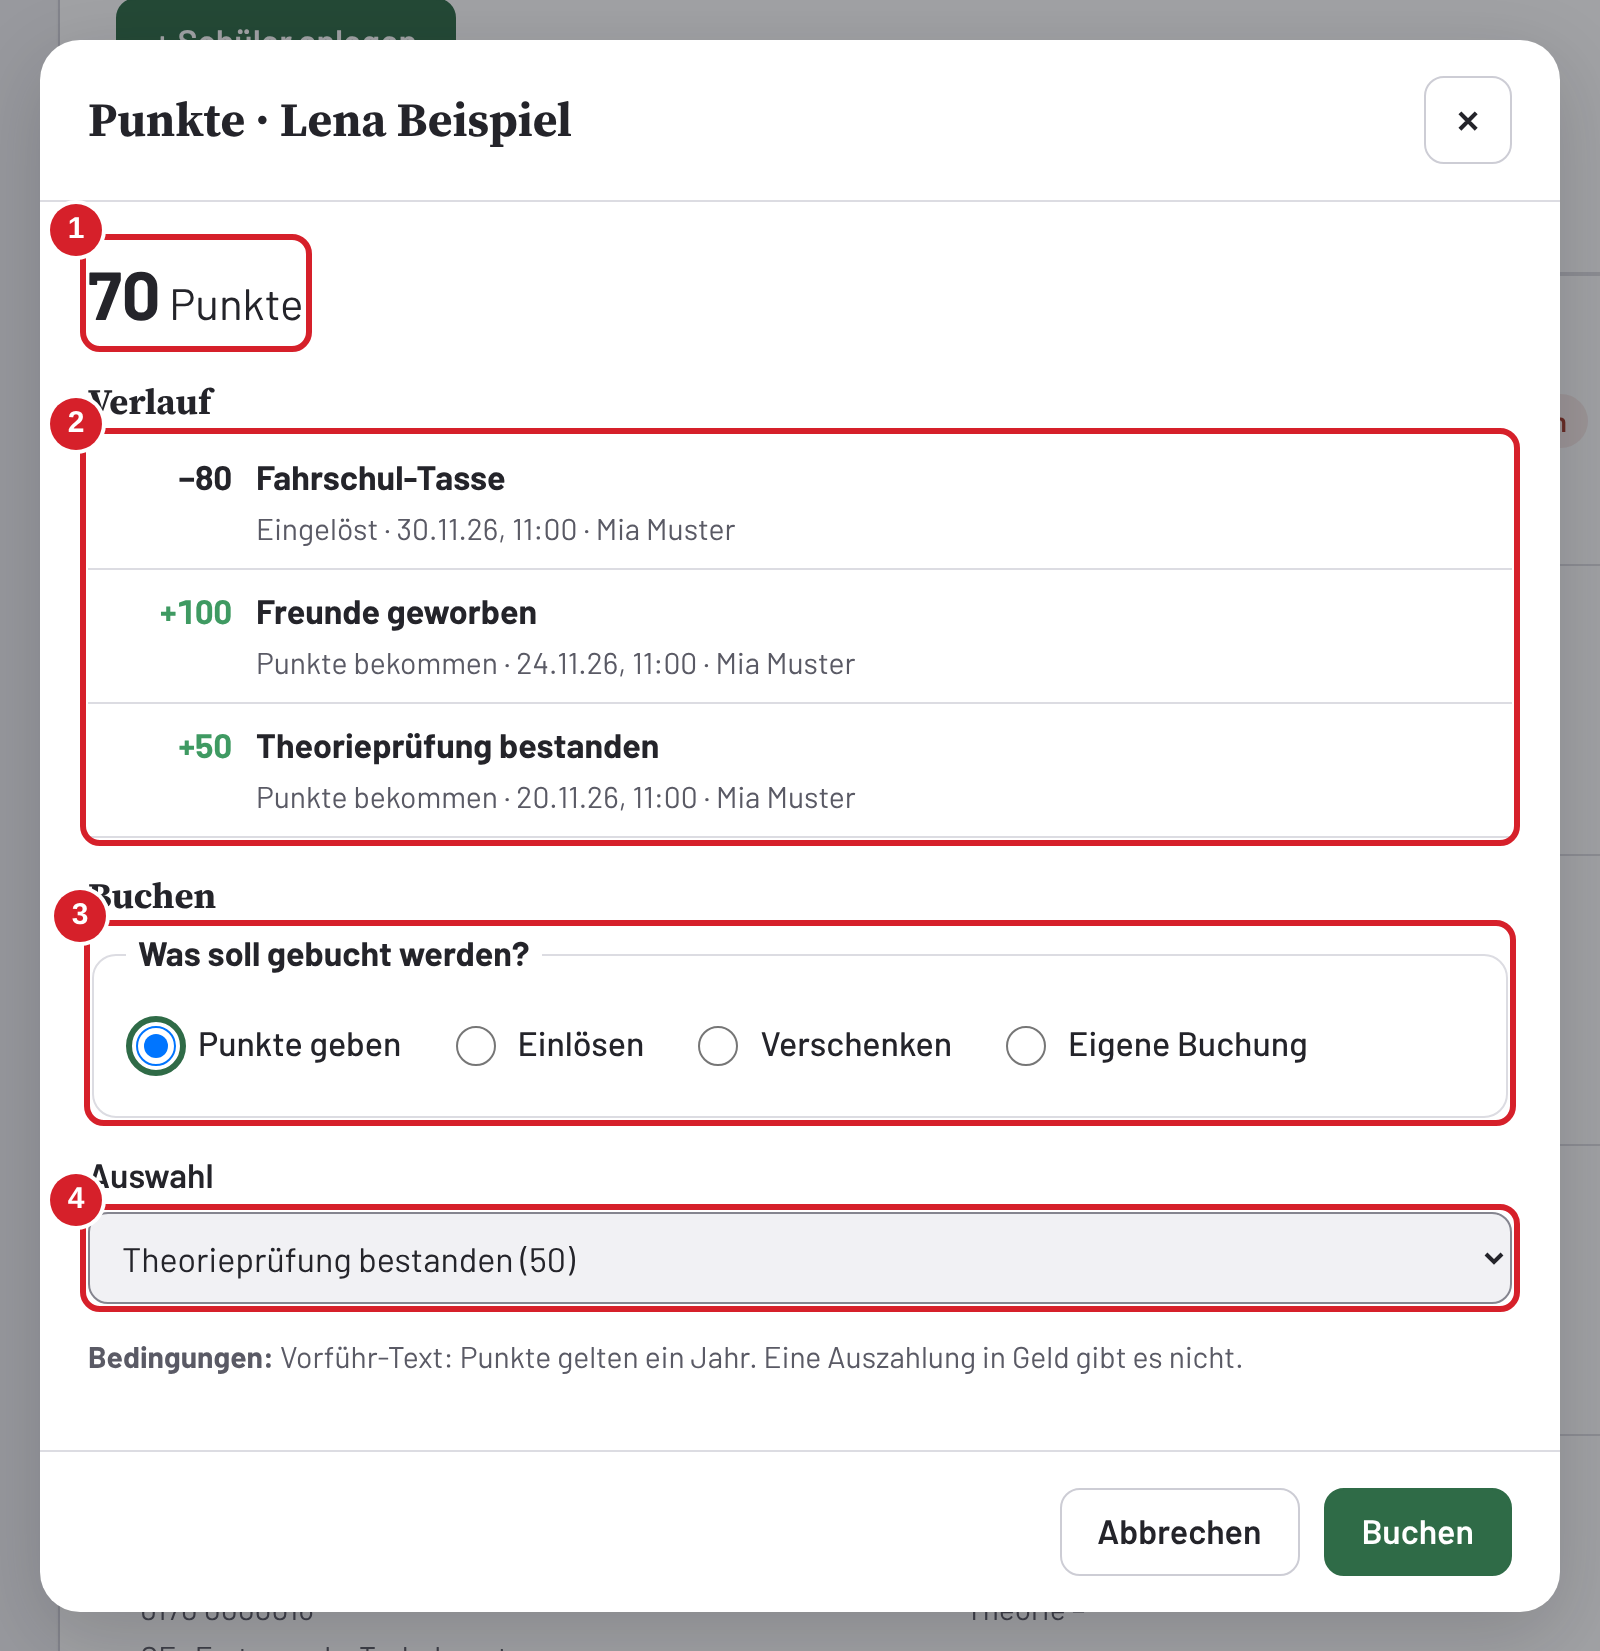 + Schüler anlegen
Punkte · Lena Beispiel
×
1
70 Punkte
Verlauf
2
−80 Fahrschul-Tasse
Eingelöst · 30.11.26, 11:00 · Mia Muster
+100 Freunde geworben
Punkte bekommen · 24.11.26, 11:00 · Mia Muster
+50 Theorieprüfung bestanden
Punkte bekommen · 20.11.26, 11:00 · Mia Muster
Buchen
3
Was soll gebucht werden?
Punkte geben Einlösen Verschenken Eigene Buchung
Auswahl
4
Theorieprüfung bestanden (50)
Bedingungen: Vorführ-Text: Punkte gelten ein Jahr. Eine Auszahlung in Geld gibt es nicht.
Abbrechen Buchen
Theorie –